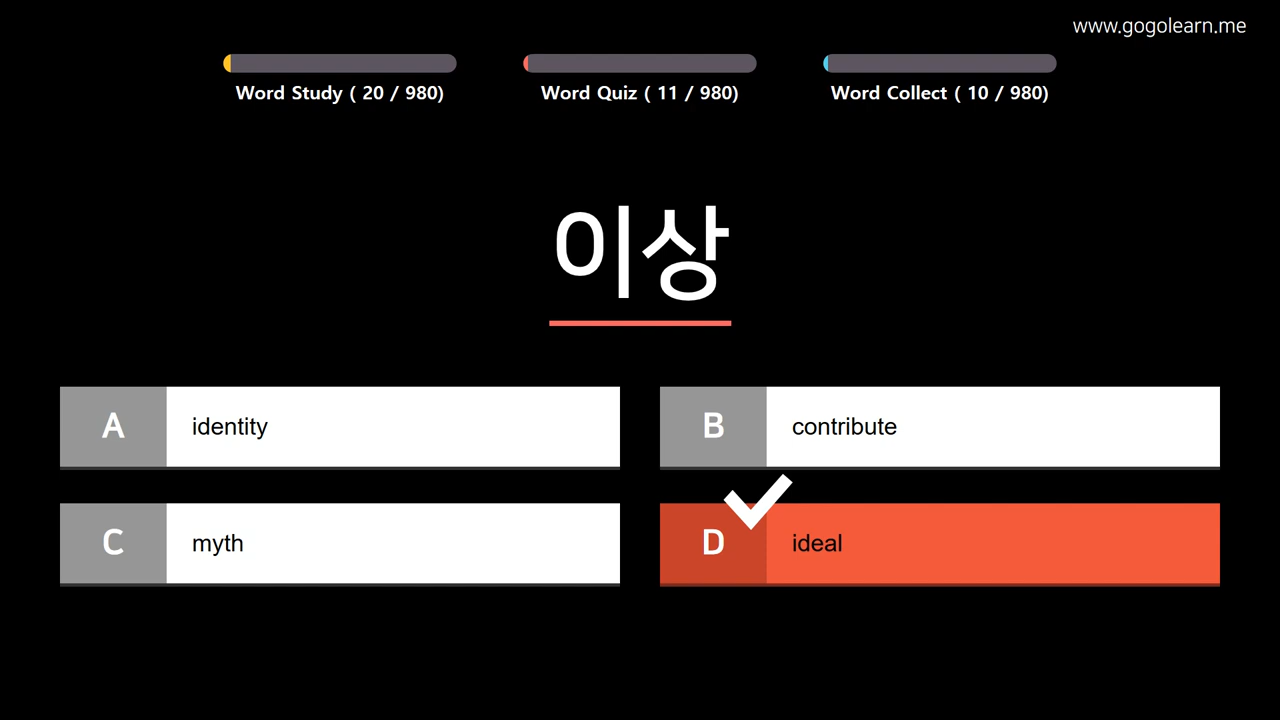 www.gogolearn.me
Word Study ( 20 / 980)
Word Quiz ( 11 / 980)
Word Collect ( 10 / 980)
이상
A identity
B contribute
C myth
D ideal